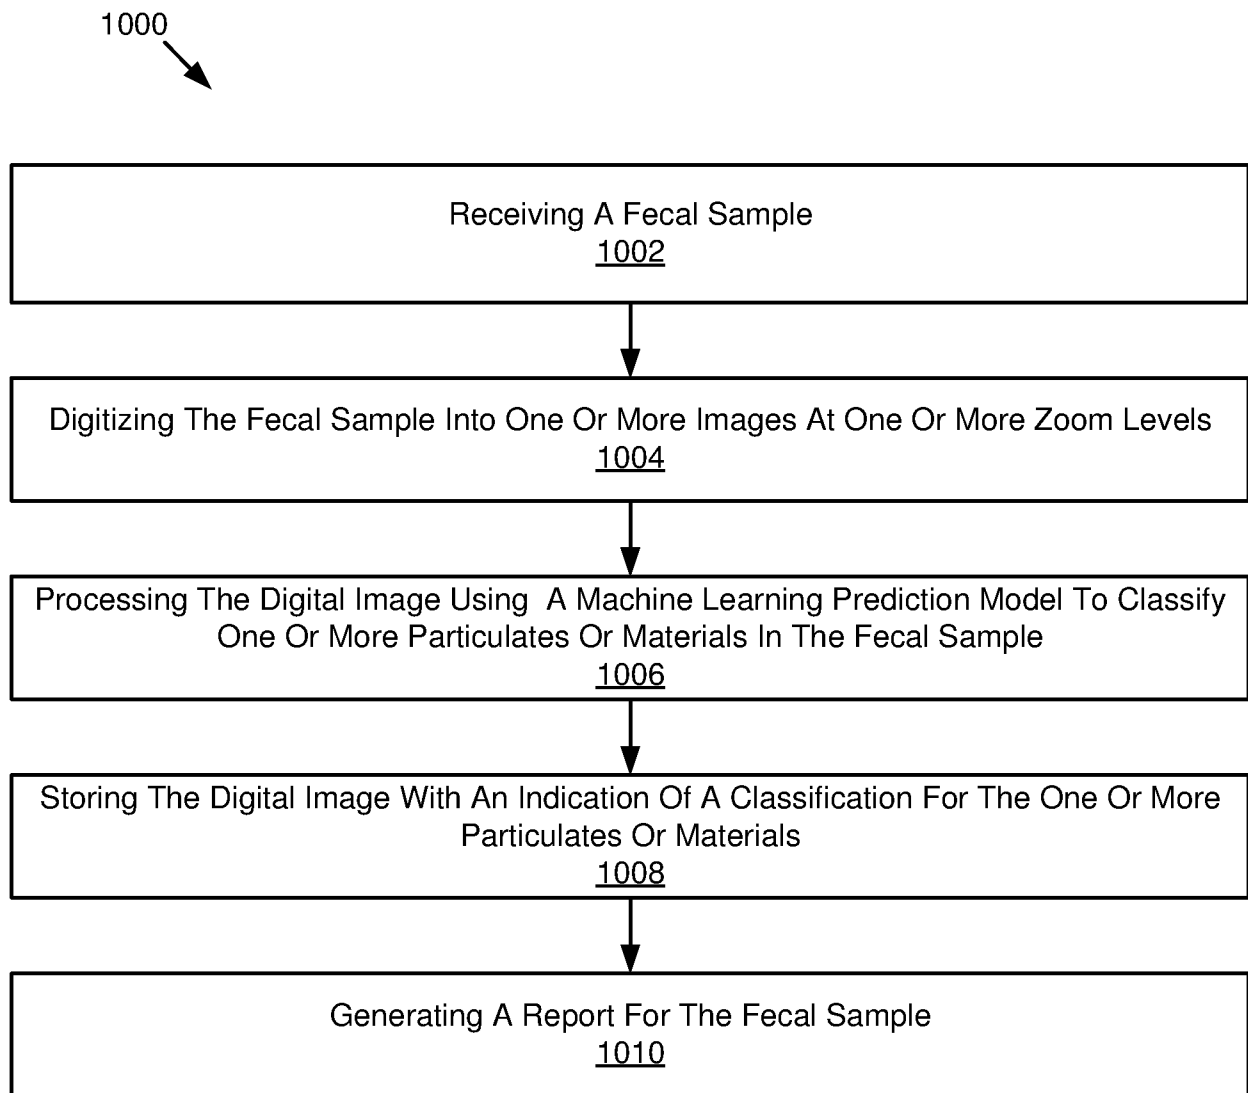 1000
Receiving A Fecal Sample
1002
Digitizing The Fecal Sample Into One Or More Images At One Or More Zoom Levels
1004
Processing The Digital Image Using  A Machine Learning Prediction Model To Classify
One Or More Particulates Or Materials In The Fecal Sample
1006
Storing The Digital Image With An Indication Of A Classification For The One Or More
Particulates Or Materials
1008
Generating A Report For The Fecal Sample
1010